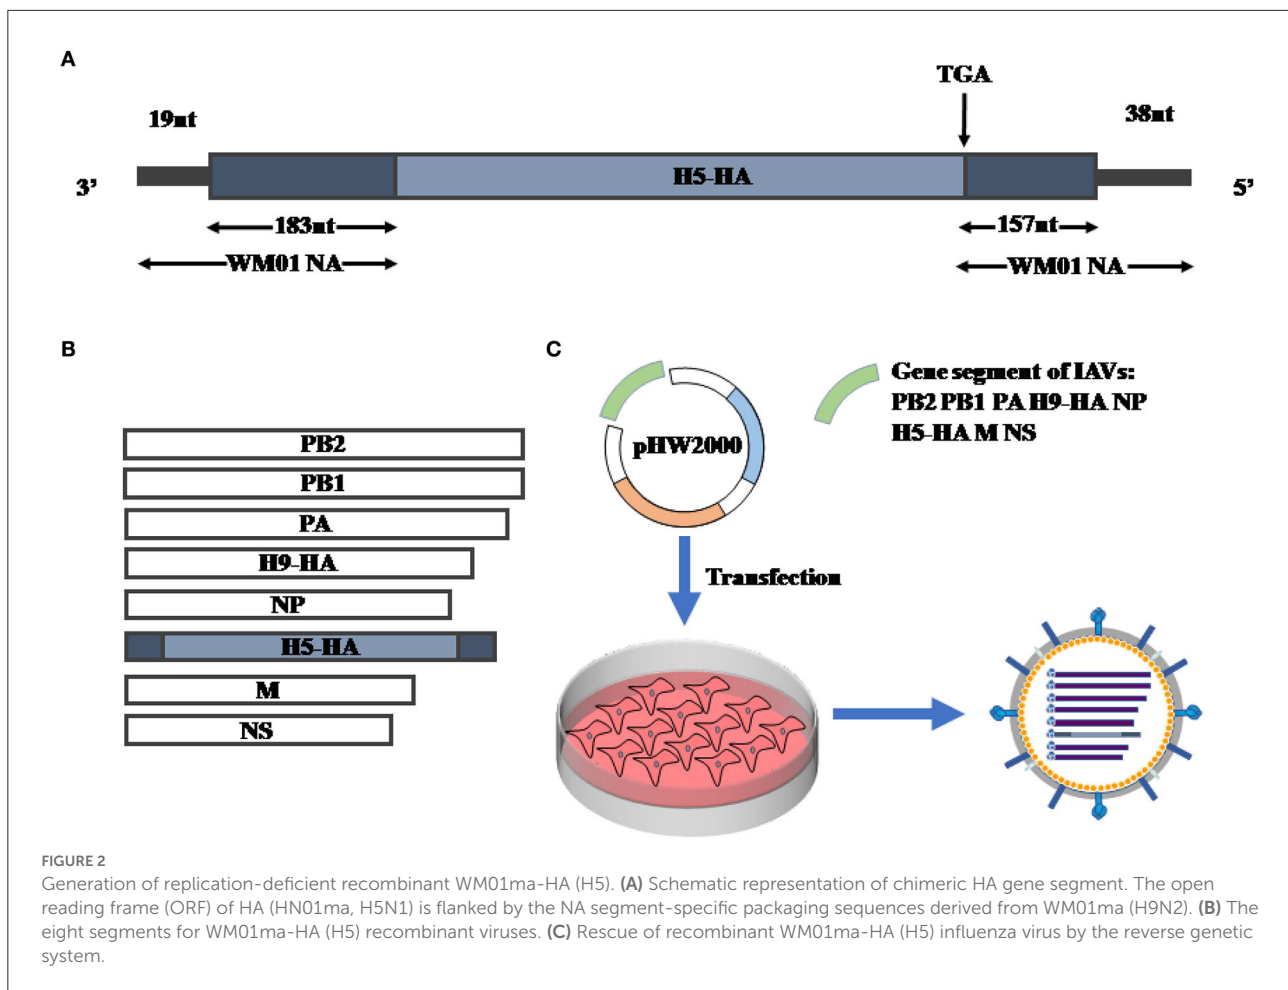 A
TGA
19nt
38nt
3’
H5-HA
5’
183nt
157nt
WM01 NA
WM01 NA
B
C
PB2
PB1
PA
H9-HA
NP
H5-HA
M
NS
pHW2000
Gene segment of IAVs:
PB2 PB1 PA H9-HA NP
H5-HA M NS
Transfection
FIGURE 2
Generation of replication-deficient recombinant WM01ma-HA (H5). (A) Schematic representation of chimeric HA gene segment. The open
reading frame (ORF) of HA (HN01ma, H5N1) is flanked by the NA segment-specific packaging sequences derived from WM01ma (H9N2). (B) The
eight segments for WM01ma-HA (H5) recombinant viruses. (C) Rescue of recombinant WM01ma-HA (H5) influenza virus by the reverse genetic
system.